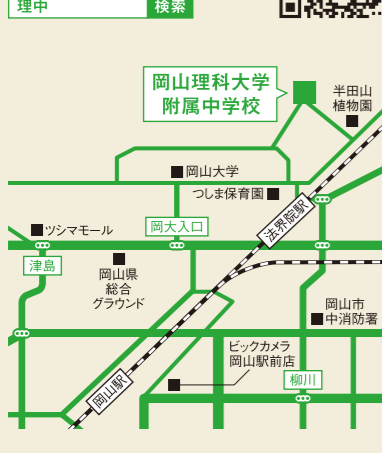 理中 検索
岡山理科大学
附属中学校
半田山
植物園
岡山大学
つしま保育園
法界院駅
ツシマモール
岡大入口
津島
岡山県
総合
グラウンド
岡山市
中消防署
ビックカメラ
岡山駅前店
岡山駅
柳川